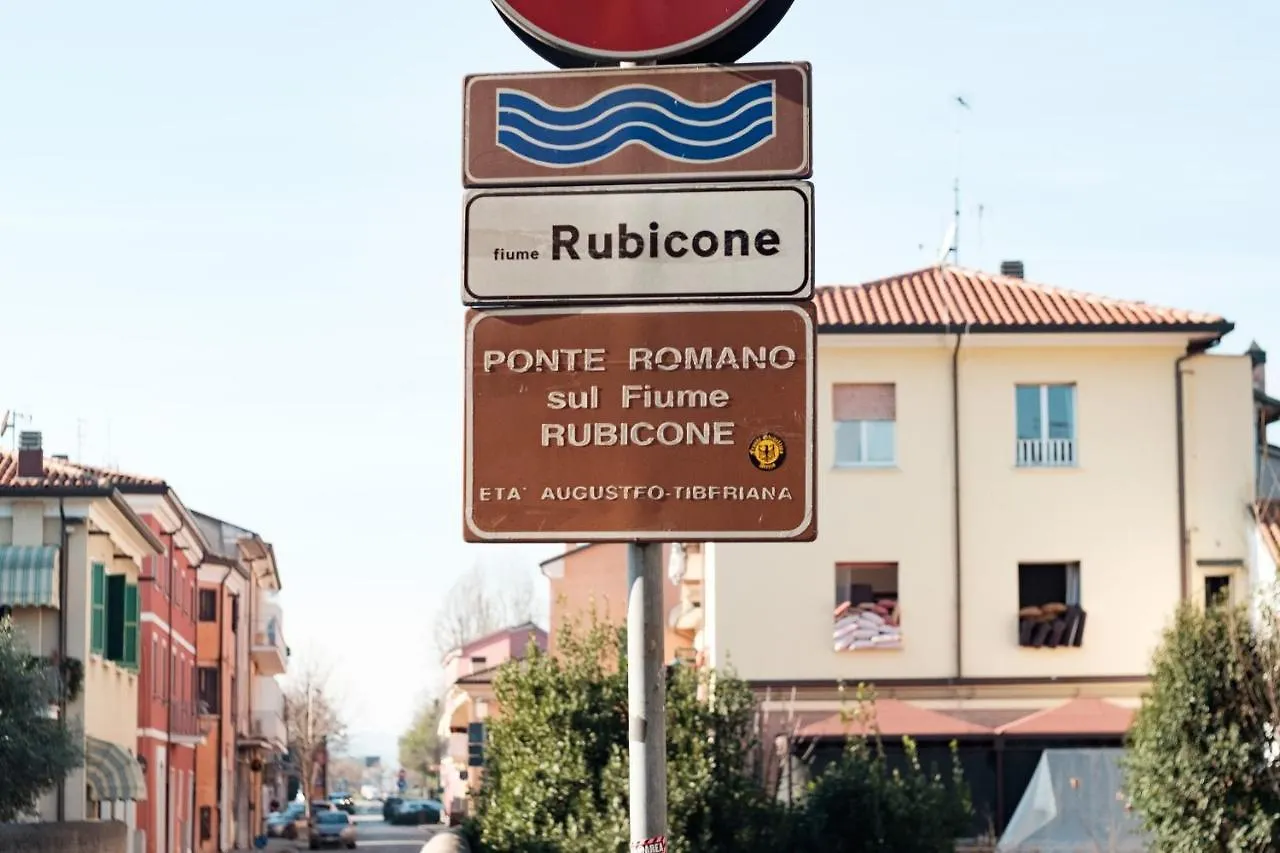 fiume Rubicone
PONTE ROMANO
sul Fiume
RUBICONE
ETA' AUGUSTEO-TIBERIANA